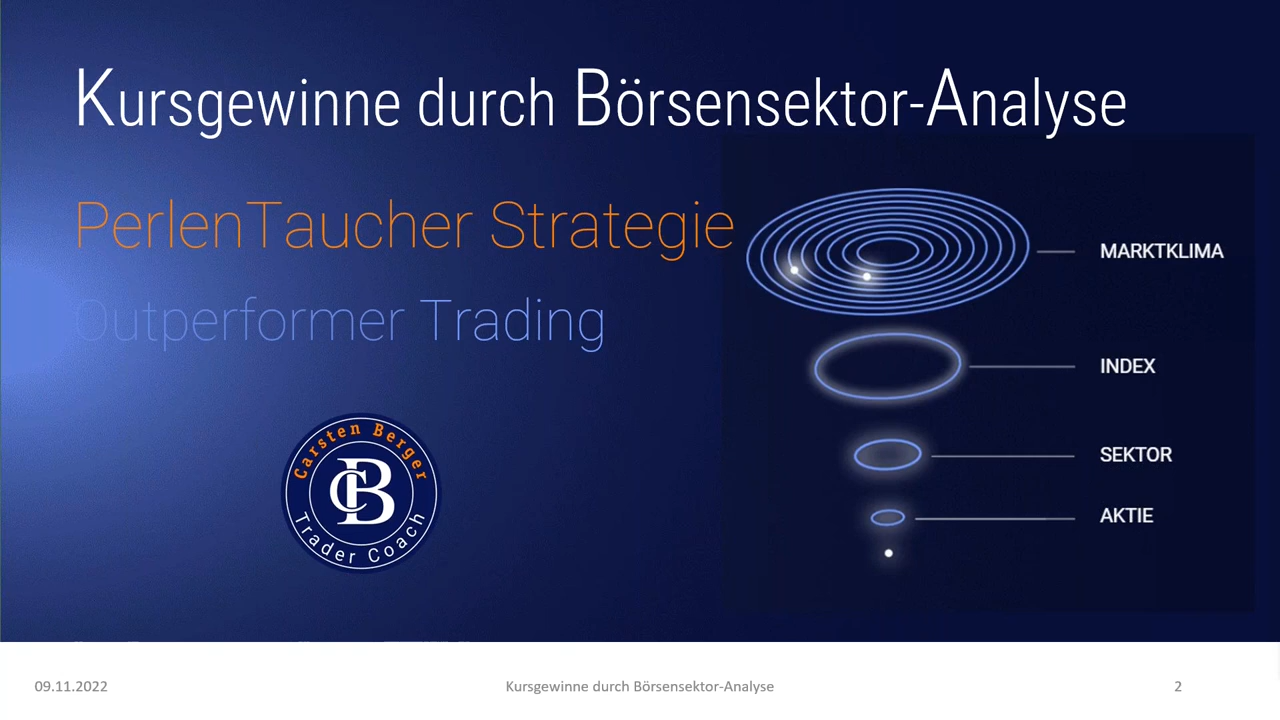 Kursgewinne durch Börsensektor-Analyse
PerlenTaucher Strategie
Outperformer Trading
MARKTKLIMA
INDEX
SEKTOR
AKTIE
Carsten Berger
CB
Trader Coach
09.11.2022
Kursgewinne durch Börsensektor-Analyse
2